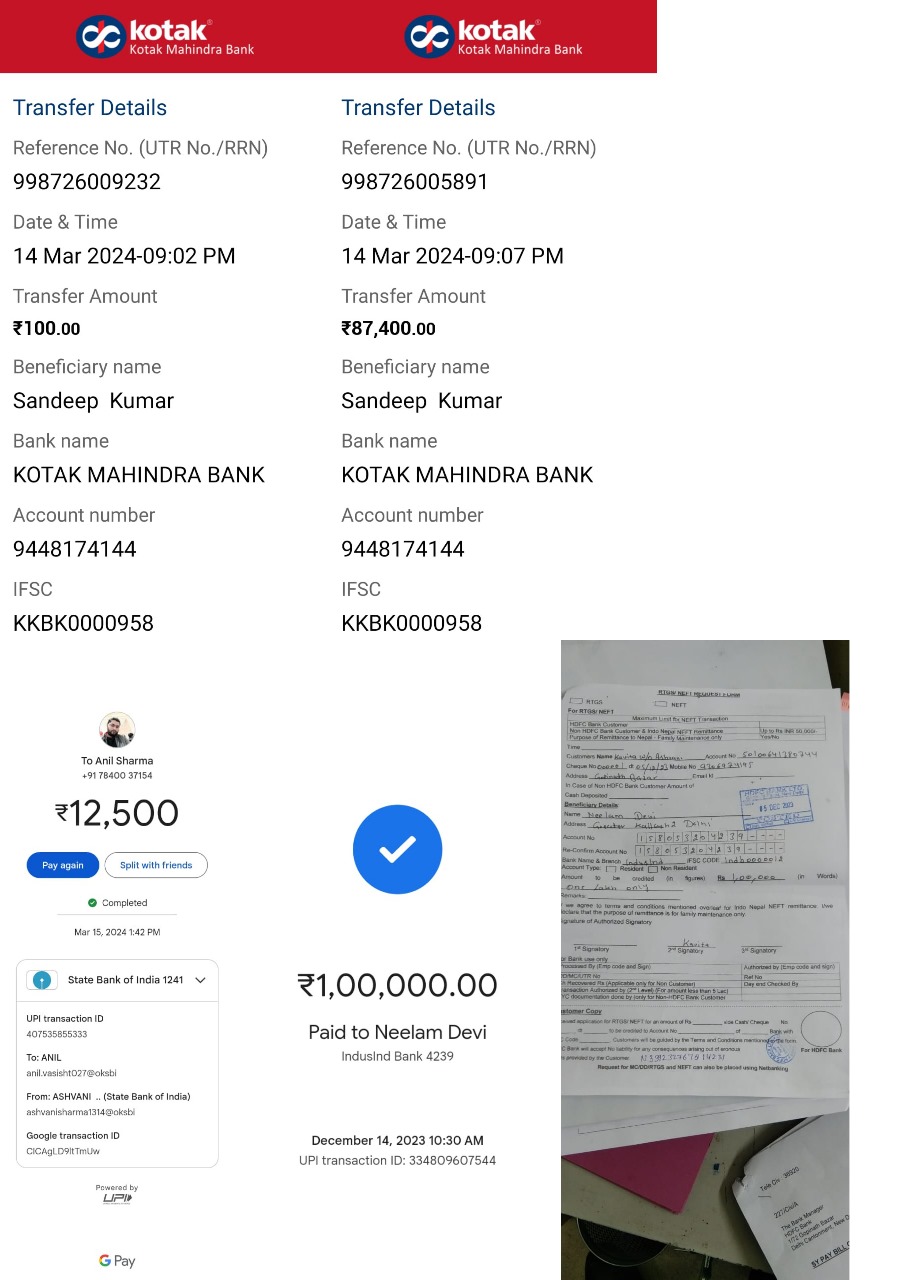 kotak®
Kotak Mahindra Bank
Transfer Details
Reference No. (UTR No./RRN)
998726009232
Date & Time
14 Mar 2024-09:02 PM
Transfer Amount
₹100.00
Beneficiary name
Sandeep Kumar
Bank name
KOTAK MAHINDRA BANK
Account number
9448174144
IFSC
KKBK0000958
kotak®
Kotak Mahindra Bank
Transfer Details
Reference No. (UTR No./RRN)
998726005891
Date & Time
14 Mar 2024-09:07 PM
Transfer Amount
₹87,400.00
Beneficiary name
Sandeep Kumar
Bank name
KOTAK MAHINDRA BANK
Account number
9448174144
IFSC
KKBK0000958
To Anil Sharma
+91 78400 37154
₹12,500
Pay again
Split with friends
Completed
Mar 15, 2024 1:42 PM
State Bank of India 1241
UPI transaction ID
407535855333
To: ANIL
anil.vasisht027@oksbi
From: ASHVANI .. (State Bank of India)
ashvanisharma1314@oksbi
Google transaction ID
CICAgLD9ltTmUw
Powered by
UPI
G Pay
₹1,00,000.00
Paid to Neelam Devi
IndusInd Bank 4239
December 14, 2023 10:30 AM
UPI transaction ID: 334809607544
RTGS/ NEFT REQUEST FORM
RTGS NEFT
For RTGS/ NEFT
Maximum Limit for NEFT Transaction
HDFC Bank Customer
Non HDFC Bank Customer & Indo Nepal NEFT Remittance Up to Rs INR 50,000/-
Purpose of Remittance to Nepal - Family Maintenance only Yes/No
Time
Customers Name Kavita w/o Ashvani Account No
Cheque No Mobile No
Address Gopinath Bazar Email Id
In Case of Non HDFC Bank Customer Amount of
Cash Deposited
05 DEC 2023
Beneficiary Details:
Name Neelam Devi
Address Greater Kailash 2 Delhi
Account No 158053204239----
Re-Confirm Account No 158053204239----
Bank Name & Branch IndusInd IFSC CODE
Account Type: Resident Non Resident
Amount to be credited (in figures) Rs 1,00,000 (in Words)
one lakh only
Remarks:
we agree to terms and conditions mentioned overleaf for Indo Nepal NEFT remittance I/we
declare that the purpose of remittance is for family maintenance only
Signature of Authorized Signatory
Kavita
1st Signatory 2nd Signatory 3rd Signatory
For Bank use only
Processed By (Emp code and Sign) Authorized by (Emp code and sign)
Ref No
Day end Checked By
Customer Copy
For HDFC Bank
Request for MC/DD/RTGS and NEFT can also be placed using Netbanking
The Bank Manager
HDFC Bank
Gopinath Bazar
Delhi Cantonment, New D